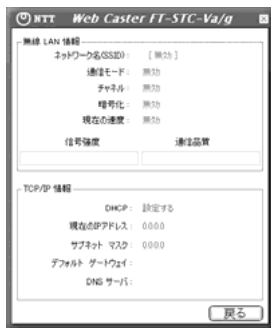 NTT Web Caster FT-STC-Va/g
無線 LAN 情報
ネットワーク名(SSID): [ 無効 ]
通信モード: 無効
チャネル: 無効
暗号化: 無効
現在の速度: 無効
信号強度 通信品質
TCP/IP 情報
DHCP: 設定する
現在のIPアドレス: 0.0.0.0
サブネット マスク: 0.0.0.0
デフォルト ゲートウェイ:
DNS サーバ:
戻る